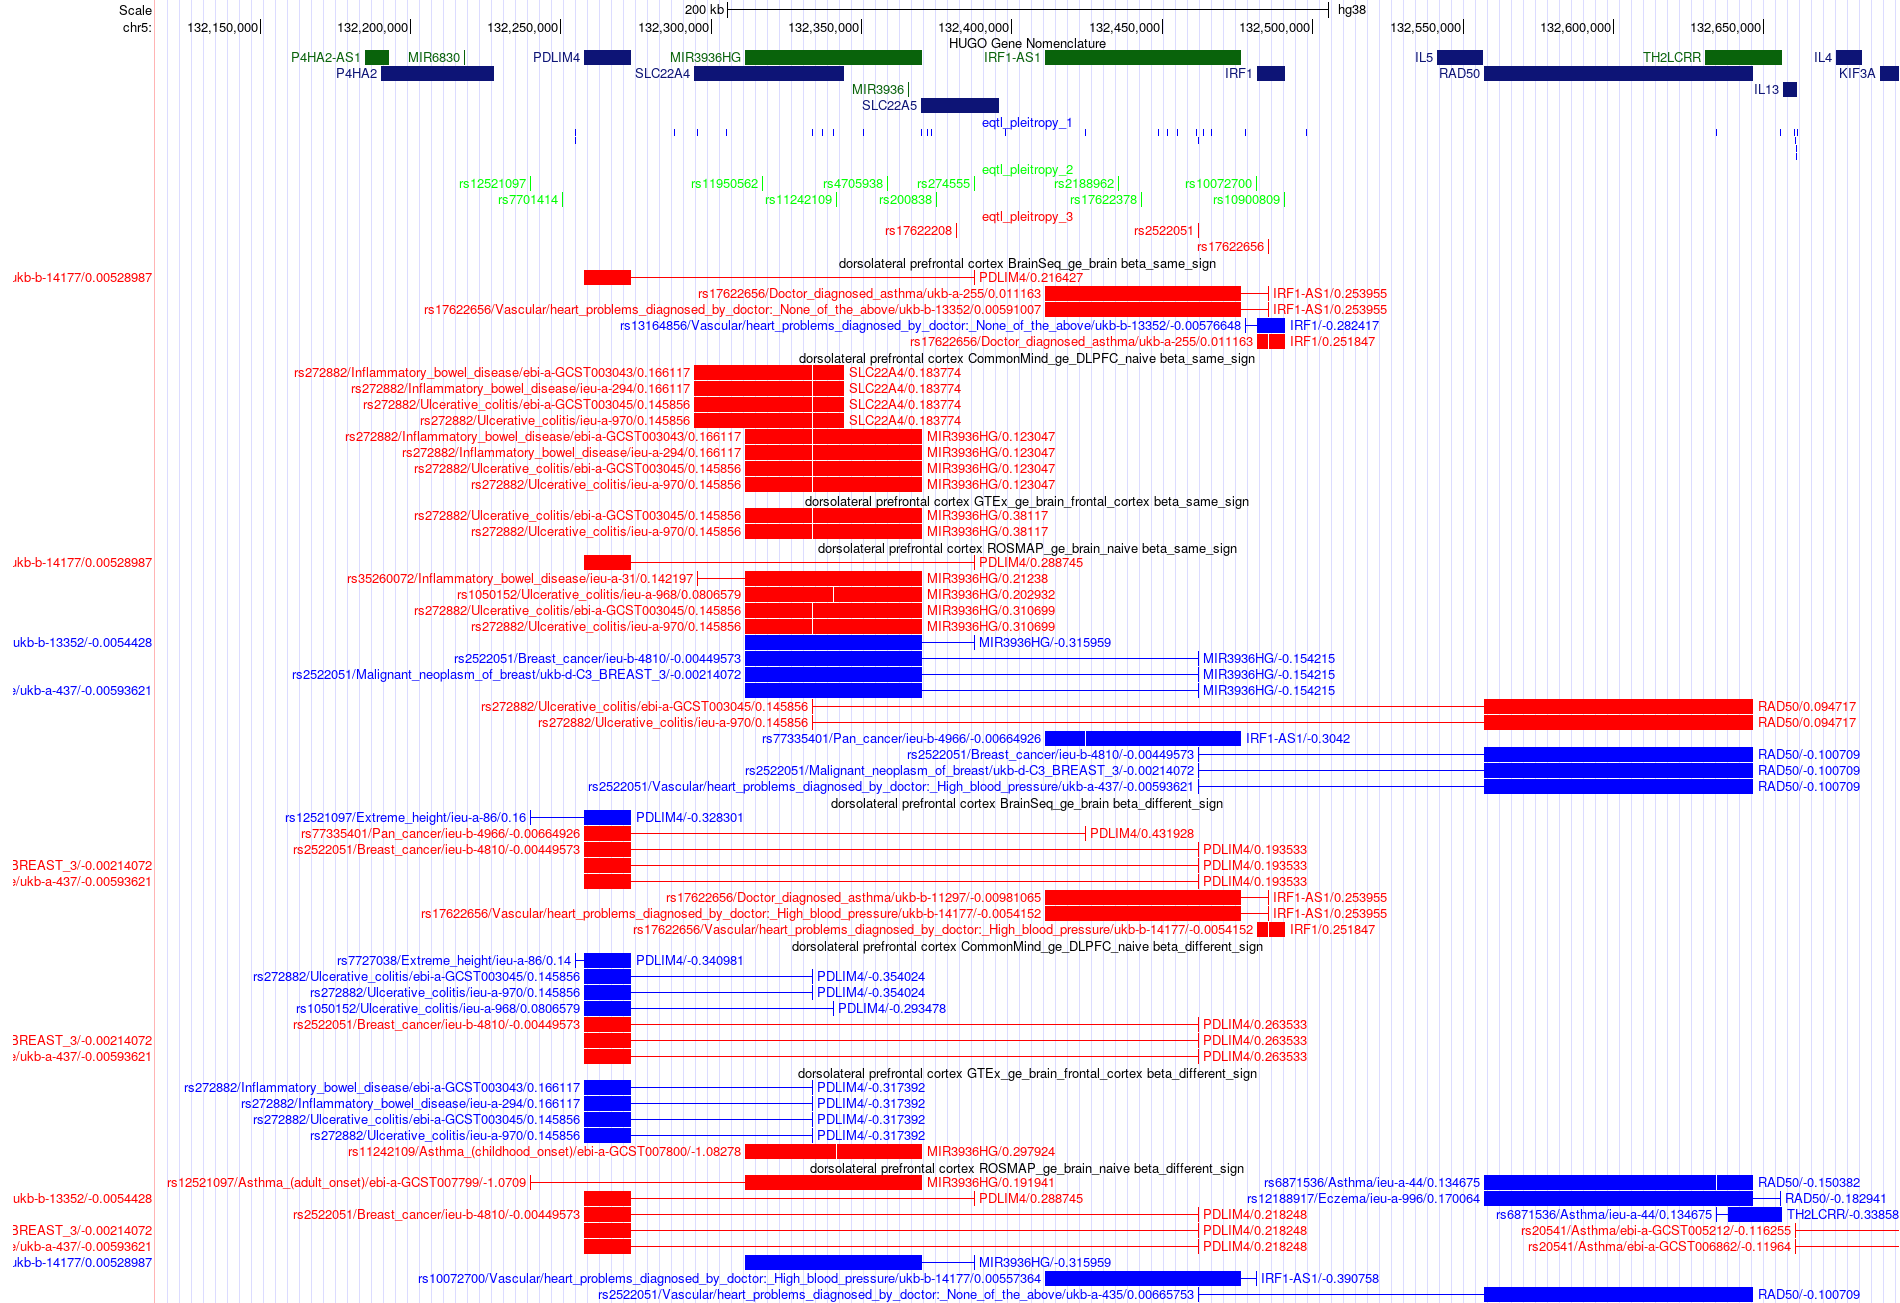 Scale 200 kb hg38
chr5: 132,150,000 132,200,000 132,250,000 132,300,000 132,350,000 132,400,000 132,450,000 132,500,000 132,550,000 132,600,000 132,650,000
HUGO Gene Nomenclature
P4HA2-AS1 MIR6830 PDLIM4 MIR3936HG IRF1-AS1 IL5 TH2LCRR IL4
P4HA2 SLC22A4 IRF1 RAD50 KIF3A
MIR3936 IL13
SLC22A5
eqtl_pleitropy_1
eqtl_pleitropy_2
rs12521097 rs11950562 rs4705938 rs274555 rs2188962 rs10072700
rs7701414 rs11242109 rs200838 rs17622378 rs10900809
eqtl_pleitropy_3
rs17622208 rs2522051
rs17622656
dorsolateral prefrontal cortex BrainSeq_ge_brain beta_same_sign
ukb-b-14177/0.00528987 PDLIM4/0.216427
rs17622656/Doctor_diagnosed_asthma/ukb-a-255/0.011163 IRF1-AS1/0.253955
rs17622656/Vascular/heart_problems_diagnosed_by_doctor:_None_of_the_above/ukb-b-13352/0.00591007 IRF1-AS1/0.253955
rs13164856/Vascular/heart_problems_diagnosed_by_doctor:_None_of_the_above/ukb-b-13352/-0.00576648 IRF1/-0.282417
rs17622656/Doctor_diagnosed_asthma/ukb-a-255/0.011163 IRF1/0.251847
dorsolateral prefrontal cortex CommonMind_ge_DLPFC_naive beta_same_sign
rs272882/Inflammatory_bowel_disease/ebi-a-GCST003043/0.166117 SLC22A4/0.183774
rs272882/Inflammatory_bowel_disease/ieu-a-294/0.166117 SLC22A4/0.183774
rs272882/Ulcerative_colitis/ebi-a-GCST003045/0.145856 SLC22A4/0.183774
rs272882/Ulcerative_colitis/ieu-a-970/0.145856 SLC22A4/0.183774
rs272882/Inflammatory_bowel_disease/ebi-a-GCST003043/0.166117 MIR3936HG/0.123047
rs272882/Inflammatory_bowel_disease/ieu-a-294/0.166117 MIR3936HG/0.123047
rs272882/Ulcerative_colitis/ebi-a-GCST003045/0.145856 MIR3936HG/0.123047
rs272882/Ulcerative_colitis/ieu-a-970/0.145856 MIR3936HG/0.123047
dorsolateral prefrontal cortex GTEx_ge_brain_frontal_cortex beta_same_sign
rs272882/Ulcerative_colitis/ebi-a-GCST003045/0.145856 MIR3936HG/0.38117
rs272882/Ulcerative_colitis/ieu-a-970/0.145856 MIR3936HG/0.38117
dorsolateral prefrontal cortex ROSMAP_ge_brain_naive beta_same_sign
ukb-b-14177/0.00528987 PDLIM4/0.288745
rs35260072/Inflammatory_bowel_disease/ieu-a-31/0.142197 MIR3936HG/0.21238
rs1050152/Ulcerative_colitis/ieu-a-968/0.0806579 MIR3936HG/0.202932
rs272882/Ulcerative_colitis/ebi-a-GCST003045/0.145856 MIR3936HG/0.310699
rs272882/Ulcerative_colitis/ieu-a-970/0.145856 MIR3936HG/0.310699
ukb-b-13352/-0.0054428 MIR3936HG/-0.315959
rs2522051/Breast_cancer/ieu-b-4810/-0.00449573 MIR3936HG/-0.154215
rs2522051/Malignant_neoplasm_of_breast/ukb-d-C3_BREAST_3/-0.00214072 MIR3936HG/-0.154215
e/ukb-a-437/-0.00593621 MIR3936HG/-0.154215
rs272882/Ulcerative_colitis/ebi-a-GCST003045/0.145856 RAD50/0.094717
rs272882/Ulcerative_colitis/ieu-a-970/0.145856 RAD50/0.094717
rs77335401/Pan_cancer/ieu-b-4966/-0.00664926 IRF1-AS1/-0.3042
rs2522051/Breast_cancer/ieu-b-4810/-0.00449573 RAD50/-0.100709
rs2522051/Malignant_neoplasm_of_breast/ukb-d-C3_BREAST_3/-0.00214072 RAD50/-0.100709
rs2522051/Vascular/heart_problems_diagnosed_by_doctor:_High_blood_pressure/ukb-a-437/-0.00593621 RAD50/-0.100709
dorsolateral prefrontal cortex BrainSeq_ge_brain beta_different_sign
rs12521097/Extreme_height/ieu-a-86/0.16 PDLIM4/-0.328301
rs77335401/Pan_cancer/ieu-b-4966/-0.00664926 PDLIM4/0.431928
rs2522051/Breast_cancer/ieu-b-4810/-0.00449573 PDLIM4/0.193533
BREAST_3/-0.00214072 PDLIM4/0.193533
e/ukb-a-437/-0.00593621 PDLIM4/0.193533
rs17622656/Doctor_diagnosed_asthma/ukb-b-11297/-0.00981065 IRF1-AS1/0.253955
rs17622656/Vascular/heart_problems_diagnosed_by_doctor:_High_blood_pressure/ukb-b-14177/-0.0054152 IRF1-AS1/0.253955
rs17622656/Vascular/heart_problems_diagnosed_by_doctor:_High_blood_pressure/ukb-b-14177/-0.0054152 IRF1/0.251847
dorsolateral prefrontal cortex CommonMind_ge_DLPFC_naive beta_different_sign
rs7727038/Extreme_height/ieu-a-86/0.14 PDLIM4/-0.340981
rs272882/Ulcerative_colitis/ebi-a-GCST003045/0.145856 PDLIM4/-0.354024
rs272882/Ulcerative_colitis/ieu-a-970/0.145856 PDLIM4/-0.354024
rs1050152/Ulcerative_colitis/ieu-a-968/0.0806579 PDLIM4/-0.293478
rs2522051/Breast_cancer/ieu-b-4810/-0.00449573 PDLIM4/0.263533
BREAST_3/-0.00214072 PDLIM4/0.263533
e/ukb-a-437/-0.00593621 PDLIM4/0.263533
dorsolateral prefrontal cortex GTEx_ge_brain_frontal_cortex beta_different_sign
rs272882/Inflammatory_bowel_disease/ebi-a-GCST003043/0.166117 PDLIM4/-0.317392
rs272882/Inflammatory_bowel_disease/ieu-a-294/0.166117 PDLIM4/-0.317392
rs272882/Ulcerative_colitis/ebi-a-GCST003045/0.145856 PDLIM4/-0.317392
rs272882/Ulcerative_colitis/ieu-a-970/0.145856 PDLIM4/-0.317392
rs11242109/Asthma_(childhood_onset)/ebi-a-GCST007800/-1.08278 MIR3936HG/0.297924
dorsolateral prefrontal cortex ROSMAP_ge_brain_naive beta_different_sign
rs12521097/Asthma_(adult_onset)/ebi-a-GCST007799/-1.0709 MIR3936HG/0.191941 rs6871536/Asthma/ieu-a-44/0.134675 RAD50/-0.150382
ukb-b-13352/-0.0054428 PDLIM4/0.288745 rs12188917/Eczema/ieu-a-996/0.170064 RAD50/-0.182941
rs2522051/Breast_cancer/ieu-b-4810/-0.00449573 PDLIM4/0.218248 rs6871536/Asthma/ieu-a-44/0.134675 TH2LCRR/-0.33858
BREAST_3/-0.00214072 PDLIM4/0.218248 rs20541/Asthma/ebi-a-GCST005212/-0.116255
e/ukb-a-437/-0.00593621 PDLIM4/0.218248 rs20541/Asthma/ebi-a-GCST006862/-0.11964
ukb-b-14177/0.00528987 MIR3936HG/-0.315959
rs10072700/Vascular/heart_problems_diagnosed_by_doctor:_High_blood_pressure/ukb-b-14177/0.00557364 IRF1-AS1/-0.390758
rs2522051/Vascular/heart_problems_diagnosed_by_doctor:_None_of_the_above/ukb-a-435/0.00665753 RAD50/-0.100709